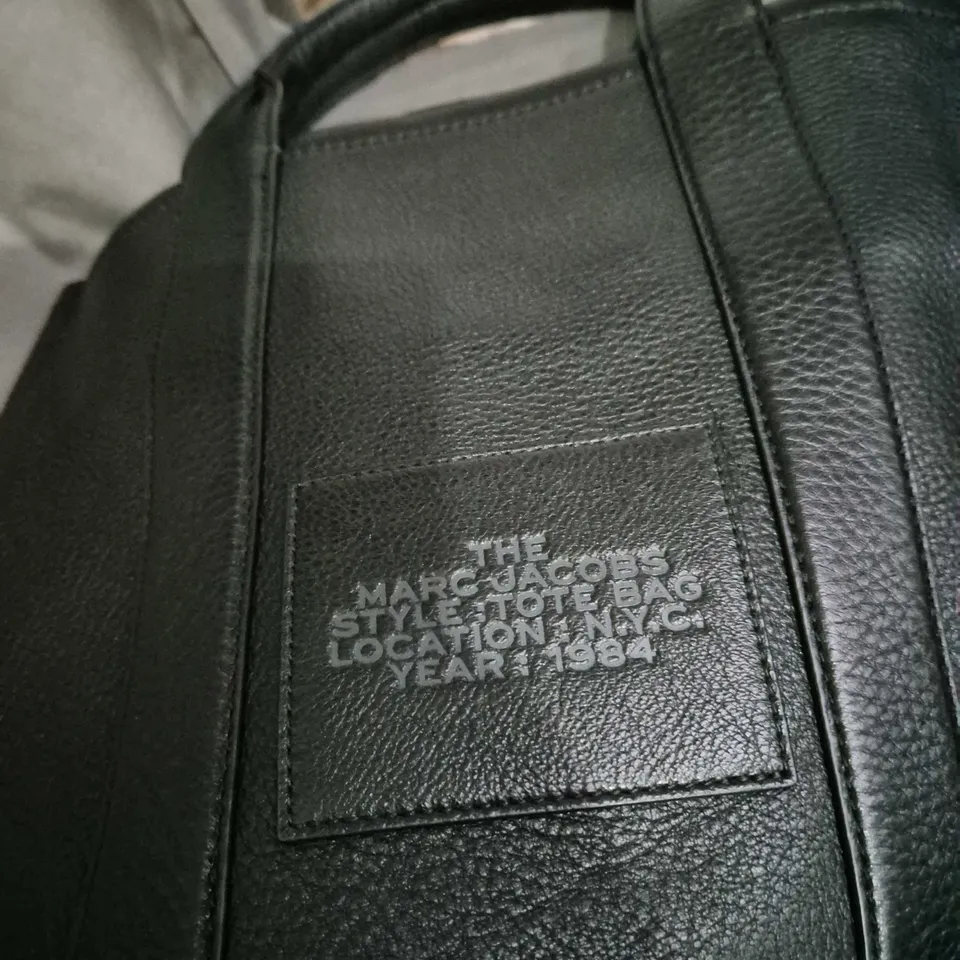 THE
MARC JACOBS
STYLE : TOTE BAG
LOCATION : N.Y.C.
YEAR : 1984